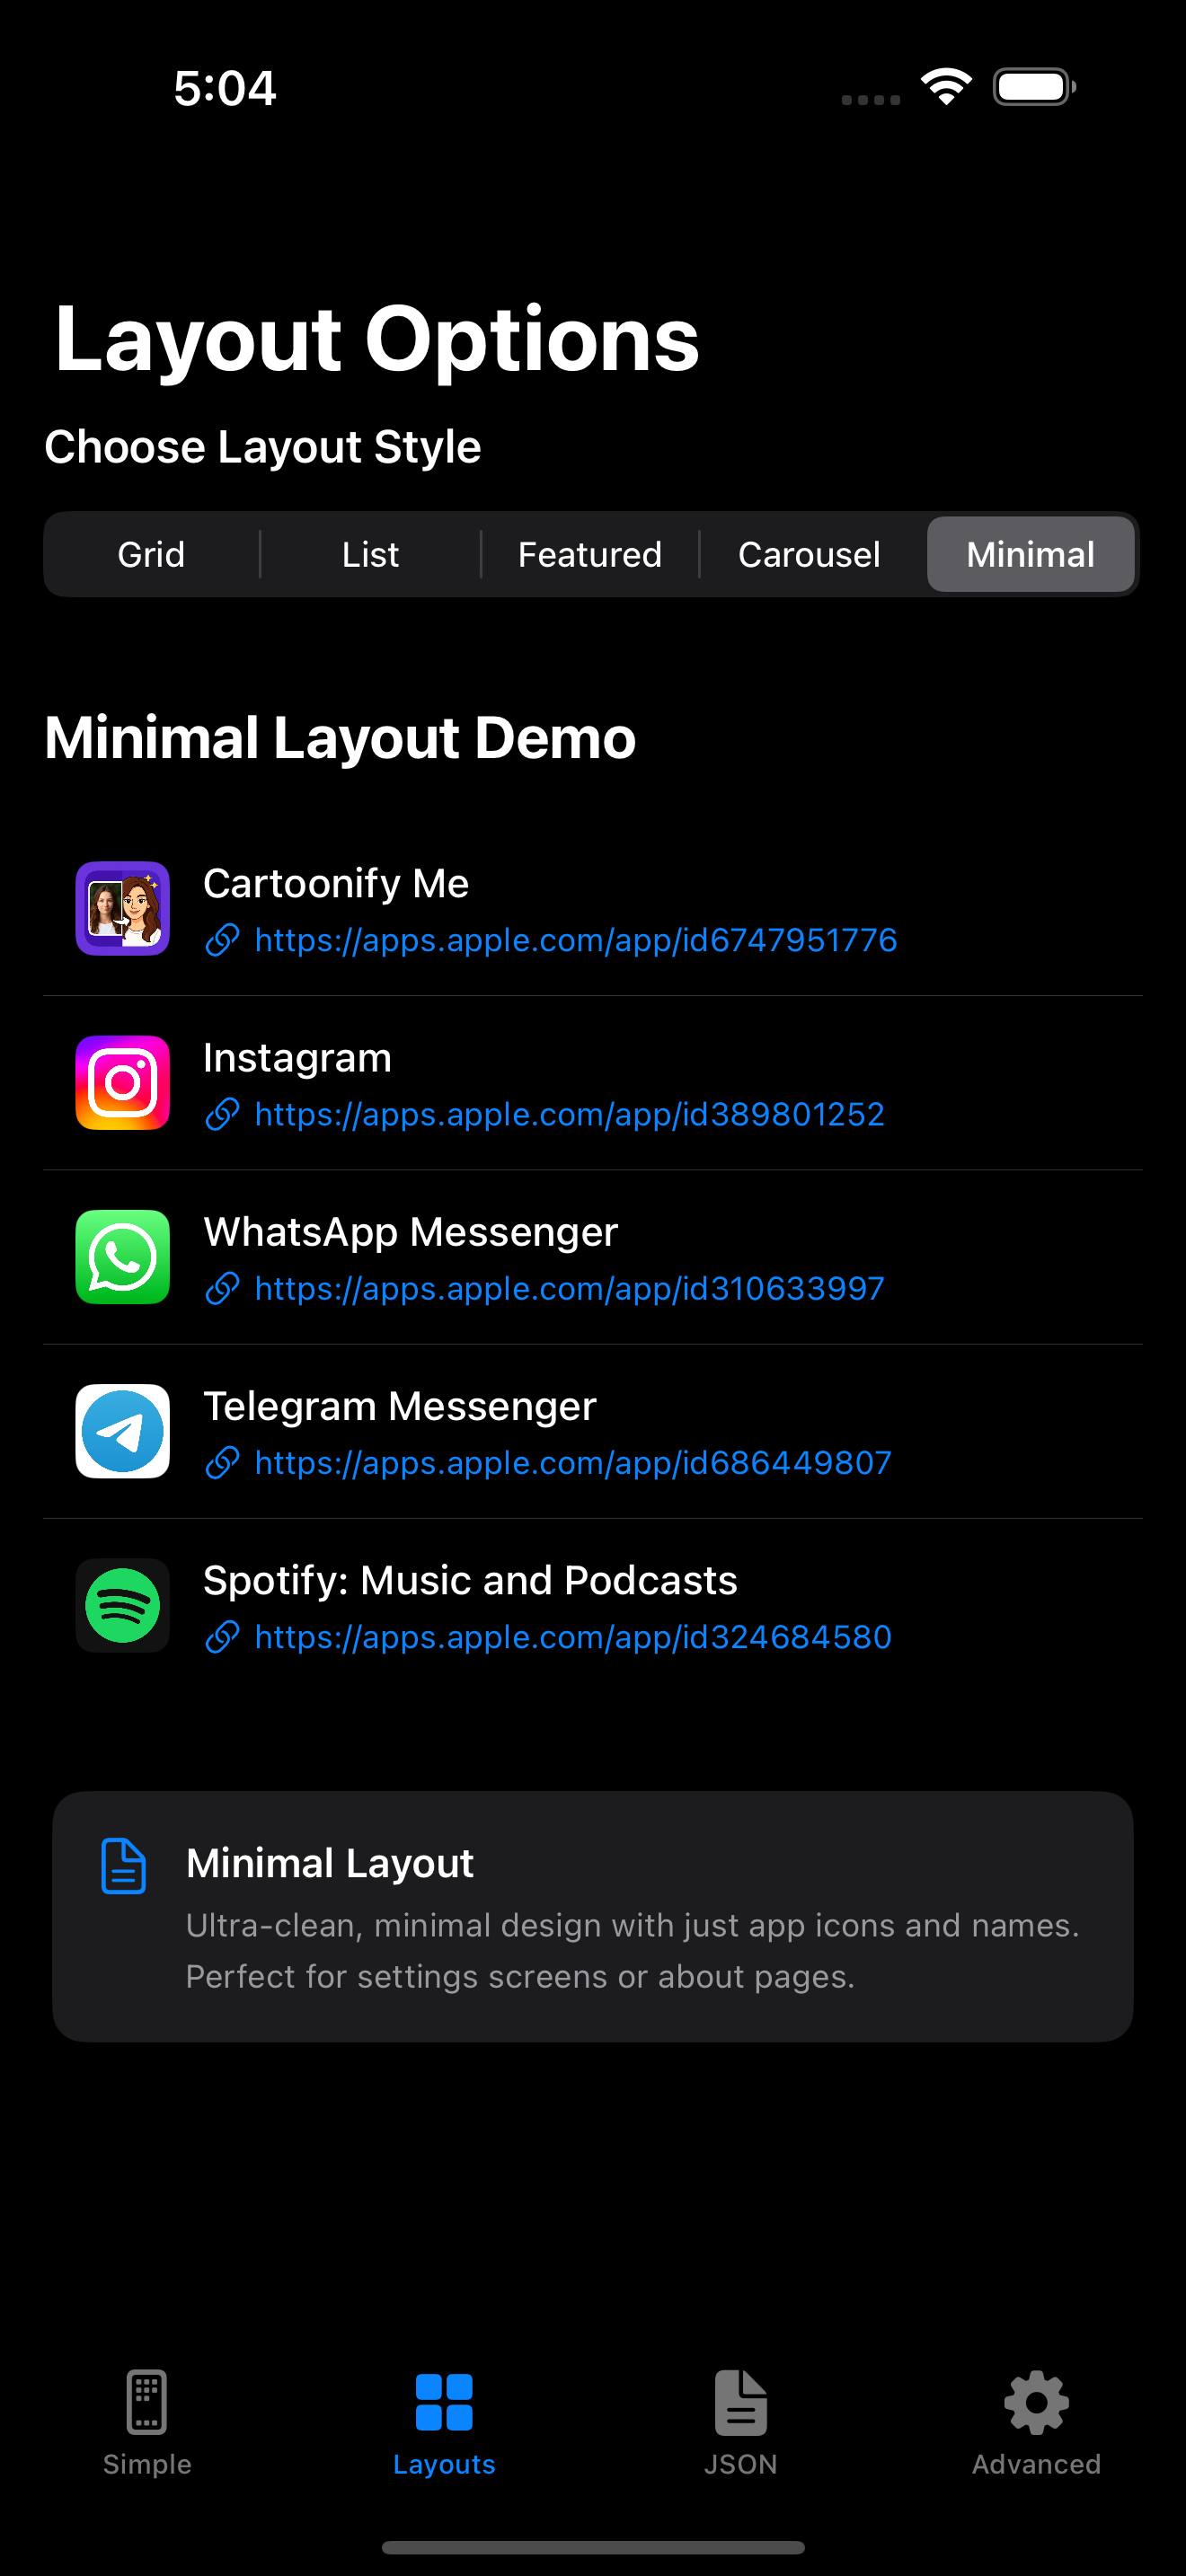 5:04
Layout Options
Choose Layout Style
Grid List Featured Carousel Minimal
Minimal Layout Demo
Cartoonify Me
https://apps.apple.com/app/id6747951776
Instagram
https://apps.apple.com/app/id389801252
WhatsApp Messenger
https://apps.apple.com/app/id310633997
Telegram Messenger
https://apps.apple.com/app/id686449807
Spotify: Music and Podcasts
https://apps.apple.com/app/id324684580
Minimal Layout
Ultra-clean, minimal design with just app icons and names.
Perfect for settings screens or about pages.
Simple Layouts JSON Advanced